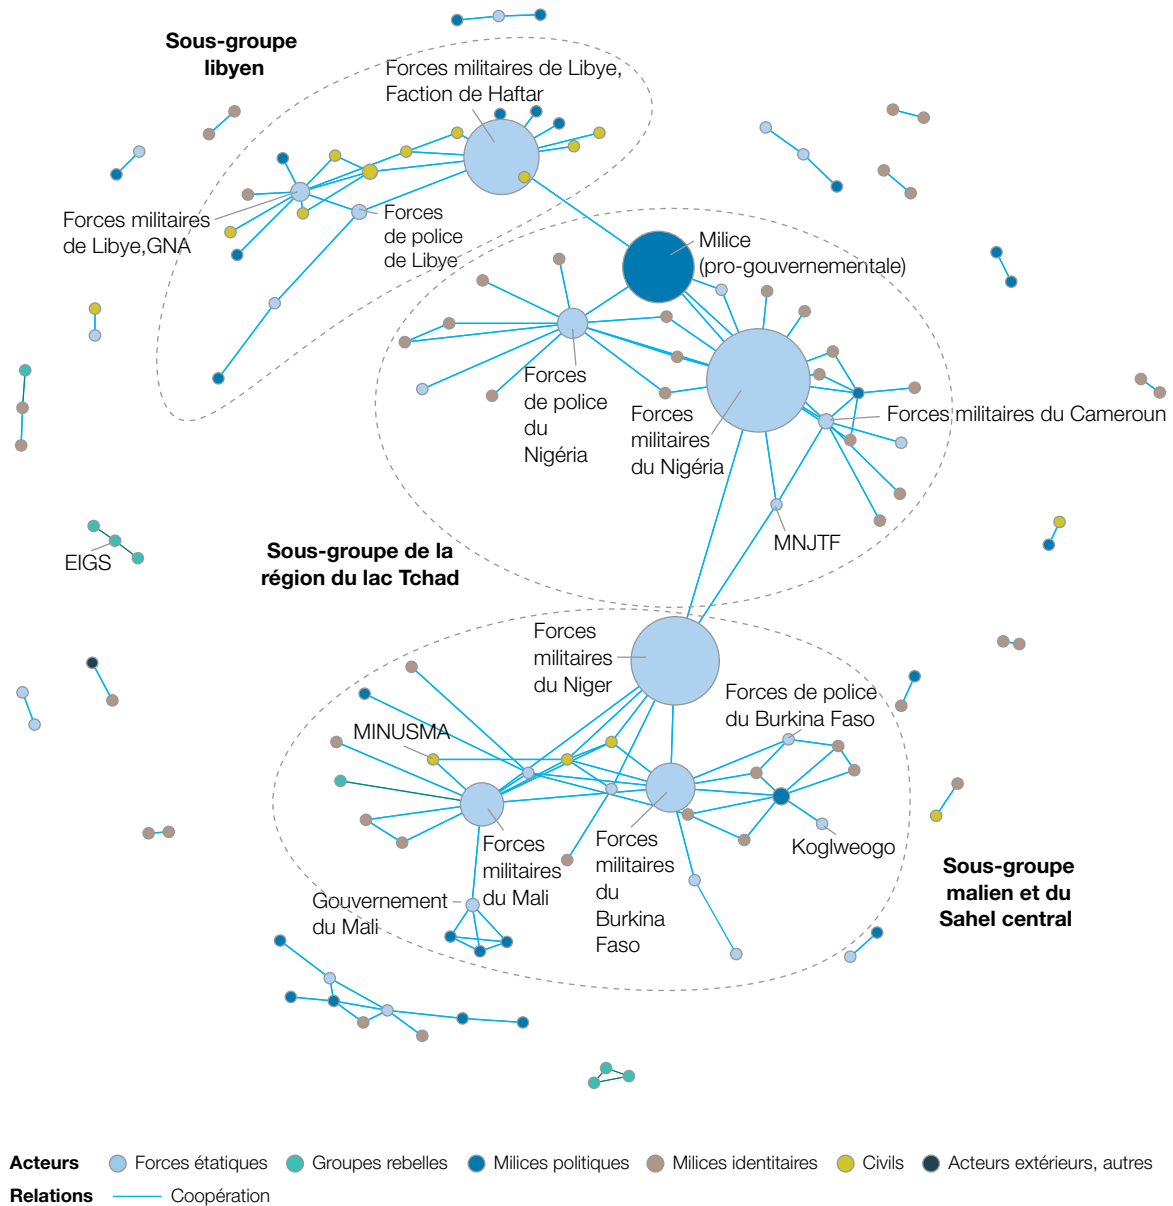 Sous-groupe
libyen
Forces militaires de Libye,
Faction de Haftar
Forces militaires
de Libye,GNA
Forces
de police
de Libye
Milice
(pro-gouvernementale)
Forces
de police
du
Nigéria
Forces
militaires
du Nigéria
Forces militaires du Cameroun
MNJTF
EIGS
Sous-groupe de la
région du lac Tchad
Forces
militaires
du Niger
Forces de police
du Burkina Faso
MINUSMA
Forces
militaires
du Mali
Forces
militaires
du
Burkina
Faso
Koglweogo
Gouvernement
du Mali
Sous-groupe
malien et du
Sahel central
Acteurs Forces étatiques Groupes rebelles Milices politiques Milices identitaires Civils Acteurs extérieurs, autres
Relations Coopération